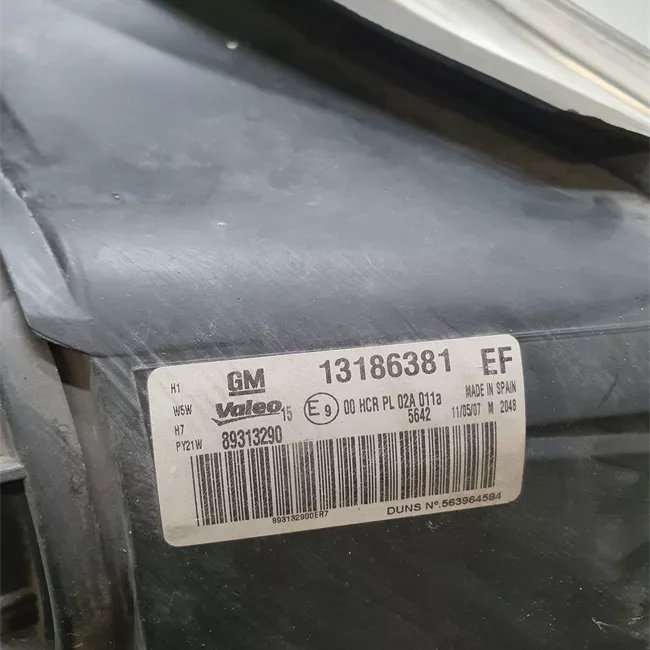 GM 13186381 EF
H1
W5W
H7
PY21W
Valeo 15 E9 00 HCR PL 02A 011a
5642
MADE IN SPAIN
11/05/07 M 2048
89313290
893132900ER7
DUNS Nº.563964584